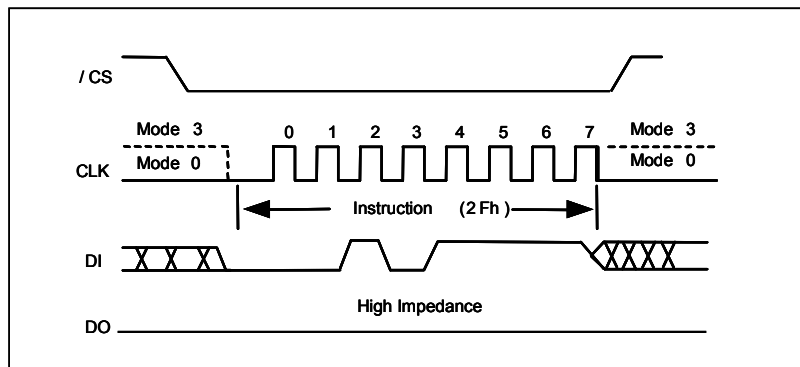 / CS
Mode 3 0 1 2 3 4 5 6 7 Mode 3
CLK Mode 0 Mode 0
Instruction (2 Fh)
DI
High Impedance
DO